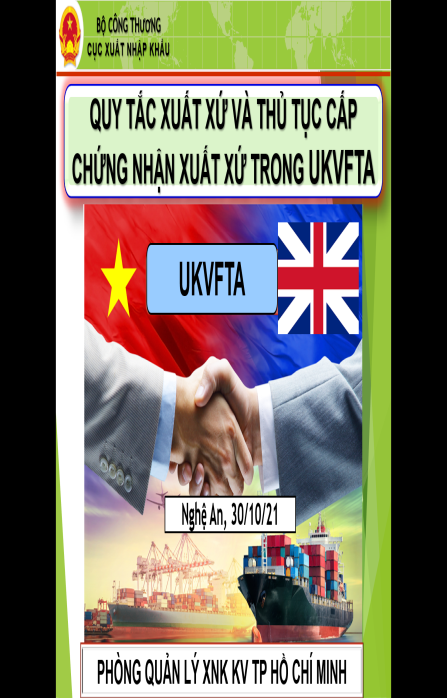 BỘ CÔNG THƯƠNG
CỤC XUẤT NHẬP KHẨU
QUY TẮC XUẤT XỨ VÀ THỦ TỤC CẤP
CHỨNG NHẬN XUẤT XỨ TRONG UKVFTA
UKVFTA
Nghệ An, 30/10/21
PHÒNG QUẢN LÝ XNK KV TP HỒ CHÍ MINH